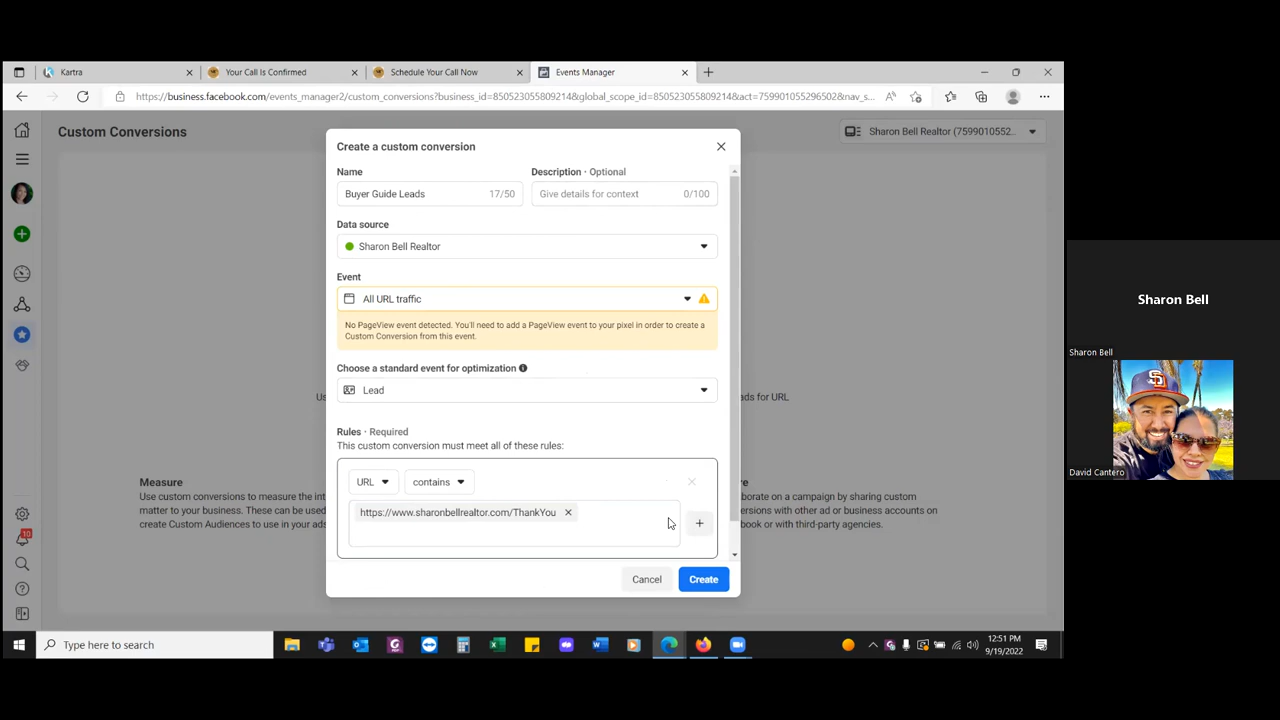 Kartra
Your Call Is Confirmed
Schedule Your Call Now
Events Manager
https://business.facebook.com/events_manager2/custom_conversions?business_id=850523055809214&global_scope_id=850523055809214&act=759901055296502&nav_s...
Custom Conversions
Sharon Bell Realtor (7599010552...
Create a custom conversion
Name
Description · Optional
Buyer Guide Leads 17/50
Give details for context 0/100
Data source
Sharon Bell Realtor
Event
All URL traffic
No PageView event detected. You'll need to add a PageView event to your pixel in order to create a
Custom Conversion from this event.
Choose a standard event for optimization
Lead
Rules · Required
This custom conversion must meet all of these rules:
URL
contains
https://www.sharonbellrealtor.com/ThankYou
Cancel
Create
Us
ads for URL
Measure
Use custom conversions to measure the int
matter to your business. These can be used
create Custom Audiences to use in your ads
re
borate on a campaign by sharing custom
ersions with other ad or business accounts on
book or with third-party agencies.
10
Type here to search
12:51 PM
9/19/2022
Sharon Bell
Sharon Bell
David Cantero